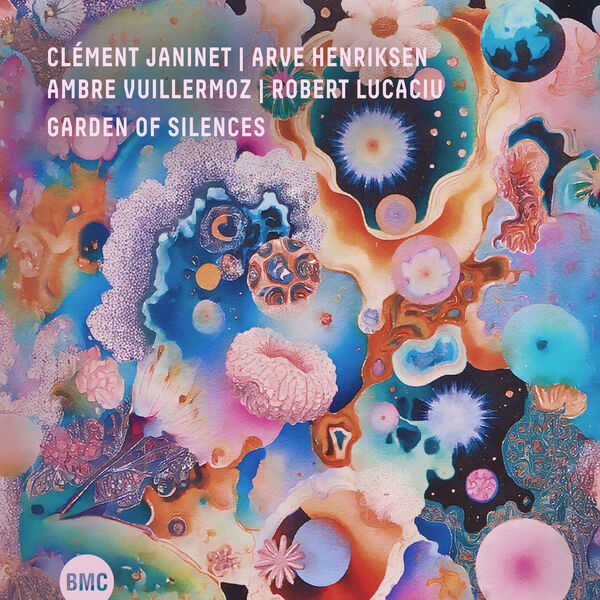 CLÉMENT JANINET | ARVE HENRIKSEN
AMBRE VUILLERMOZ | ROBERT LUCACIU
GARDEN OF SILENCES
BMC